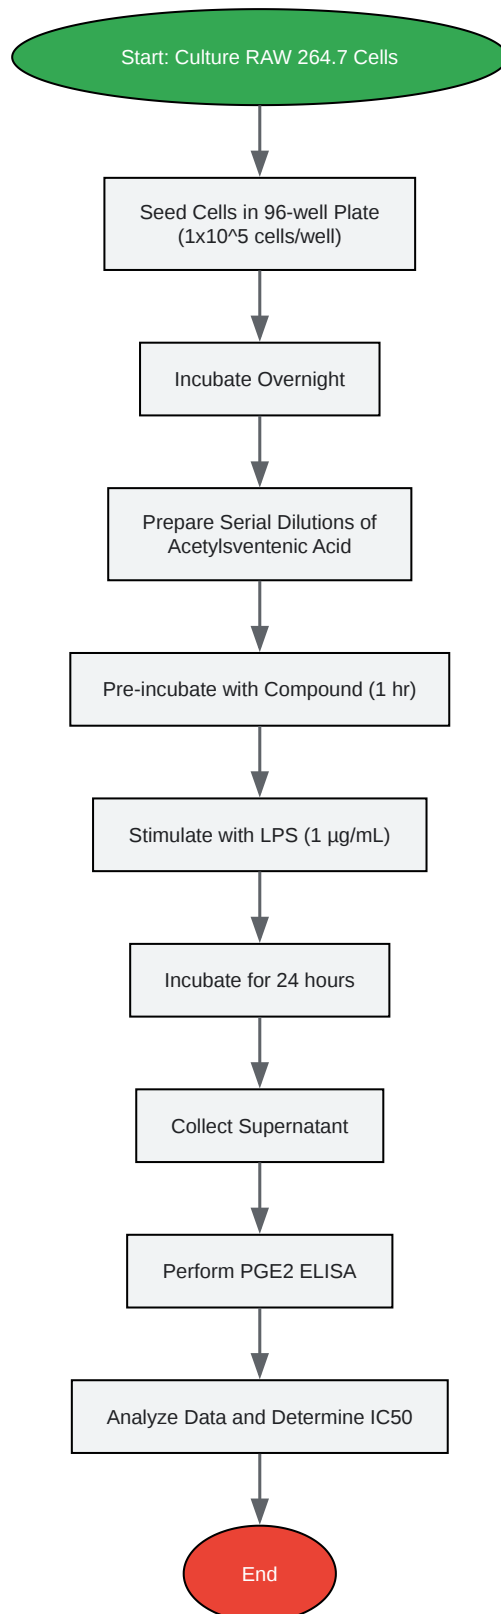 Start: Culture RAW 264.7 Cells
Seed Cells in 96-well Plate
(1x10^5 cells/well)
Incubate Overnight
Prepare Serial Dilutions of
Acetylsventenic Acid
Pre-incubate with Compound (1 hr)
Stimulate with LPS (1 µg/mL)
Incubate for 24 hours
Collect Supernatant
Perform PGE2 ELISA
Analyze Data and Determine IC50
End